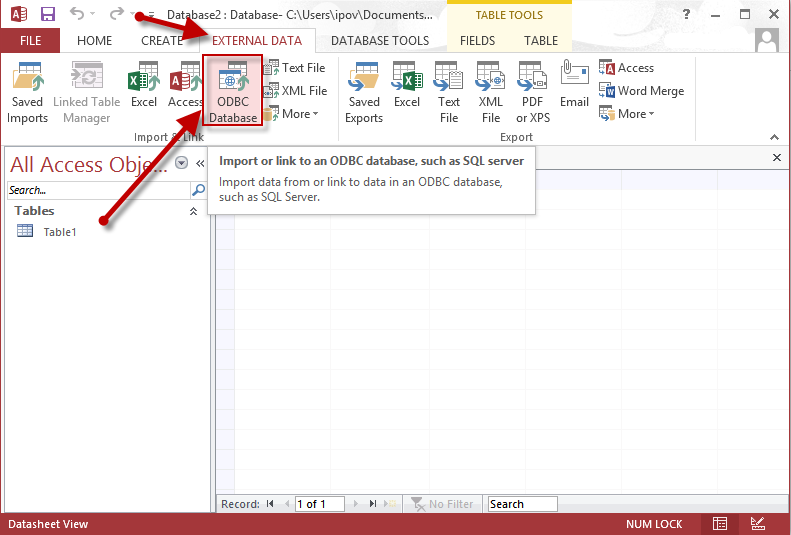 Database2 : Database- C:\Users\ipov\Documents...
TABLE TOOLS
?
FILE
HOME
CREATE
EXTERNAL DATA
DATABASE TOOLS
FIELDS
TABLE
Saved
Imports
Linked Table
Manager
Excel
Access
ODBC
Database
Text File
XML File
More
Import & Link
Saved
Exports
Excel
Text
File
XML
File
PDF
or XPS
Email
Access
Word Merge
More
Export
All Access Obje...
Search...
Tables
Table1
Import or link to an ODBC database, such as SQL server
Import data from or link to data in an ODBC database,
such as SQL Server.
Record:
1 of 1
No Filter
Search
Datasheet View
NUM LOCK